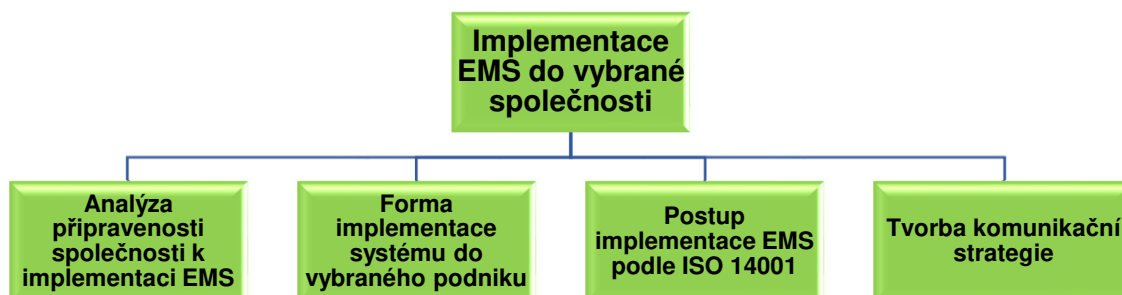 Implementace
EMS do vybrané
společnosti
Analýza
připravenosti
společnosti k
implementaci EMS
Forma
implementace
systému do
vybraného podniku
Postup
implementace EMS
podle ISO 14001
Tvorba komunikační
strategie